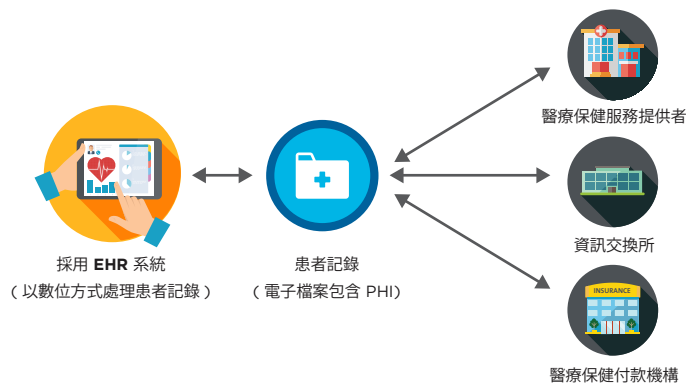 採用 EHR 系統
（以數位方式處理患者記錄）
患者記錄
（電子檔案包含 PHI）
醫療保健服務提供者
資訊交換所
INSURANCE
醫療保健付款機構